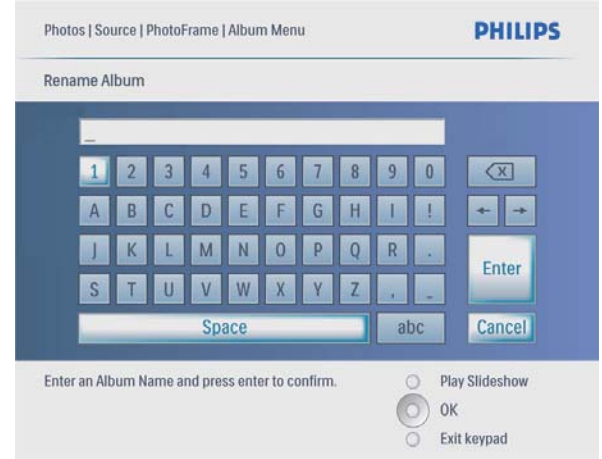 Photos | Source | PhotoFrame | Album Menu
PHILIPS
Rename Album
_
1 2 3 4 5 6 7 8 9 0
A B C D E F G H I !
J K L M N O P Q R .
Enter
S T U V W X Y Z , _
Space abc Cancel
Enter an Album Name and press enter to confirm.
Play Slideshow
OK
Exit keypad